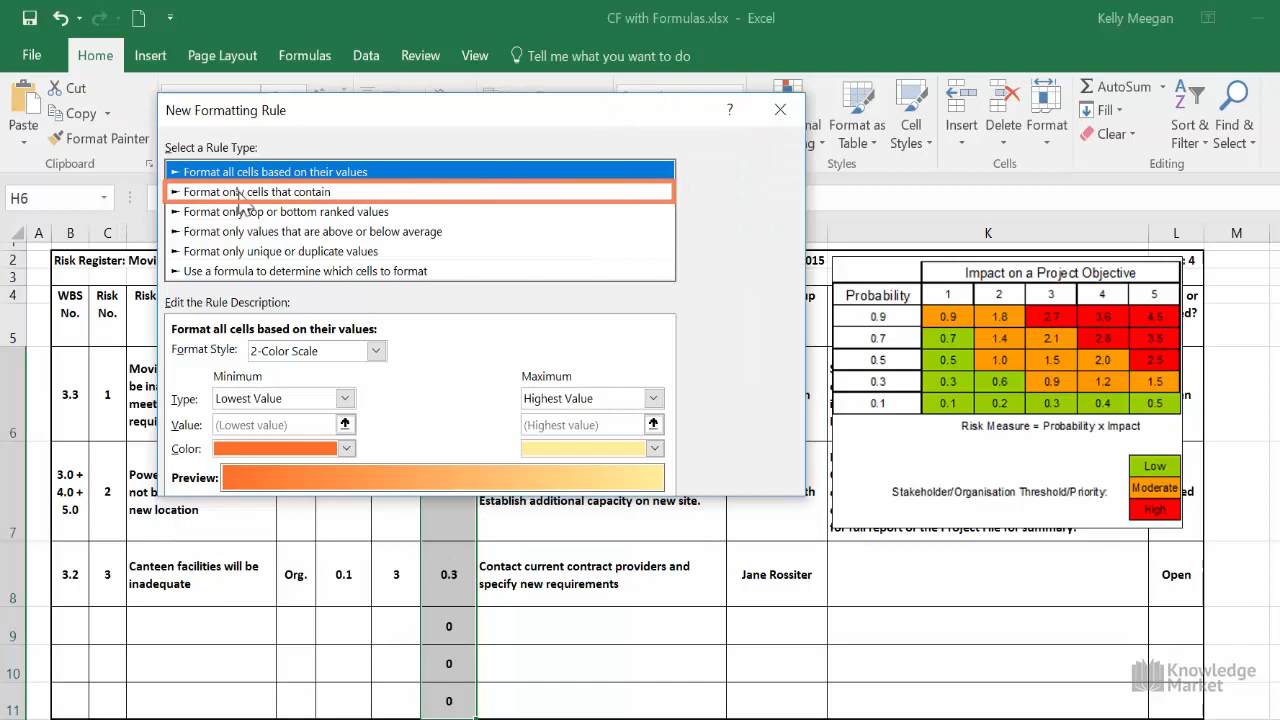 CF with Formulas.xlsx - Excel
Kelly Meegan
File Home Insert Page Layout Formulas Data Review View Tell me what you want to do
Paste
Cut
Copy
Format Painter
Clipboard
Format as Table
Cell Styles
Styles
Insert Delete Format
Cells
AutoSum
Fill
Clear
Sort & Filter
Find & Select
Editing
H6
New Formatting Rule
?
Select a Rule Type:
Format all cells based on their values
Format only cells that contain
Format only top or bottom ranked values
Format only values that are above or below average
Format only unique or duplicate values
Use a formula to determine which cells to format
Edit the Rule Description:
Format all cells based on their values:
Format Style: 2-Color Scale
Minimum Maximum
Type: Lowest Value Highest Value
Value: (Lowest value) (Highest value)
Color:
Preview:
A B C K L M
2 Risk Register: Movi 2015 : 4
3
4 WBS No. Risk No. Risk
5
6 3.3 1
7 3.0 + 4.0 + 5.0 2 Powe not b new location
Establish additional capacity on new site.
for full report or the Project File for summary.
8 3.2 3 Canteen facilities will be inadequate Org. 0.1 3 0.3 Contact current contract providers and specify new requirements Jane Rossiter Open
9 0
10 0
11 0
Impact on a Project Objective
Probability 1 2 3 4 5
0.9 0.9 1.8 2.7 3.6 4.5
0.7 0.7 1.4 2.1 2.8 3.5
0.5 0.5 1.0 1.5 2.0 2.5
0.3 0.3 0.6 0.9 1.2 1.5
0.1 0.1 0.2 0.3 0.4 0.5
Risk Measure = Probability x Impact
Stakeholder/Organisation Threshold/Priority:
Low
Moderate
High
Knowledge
Market